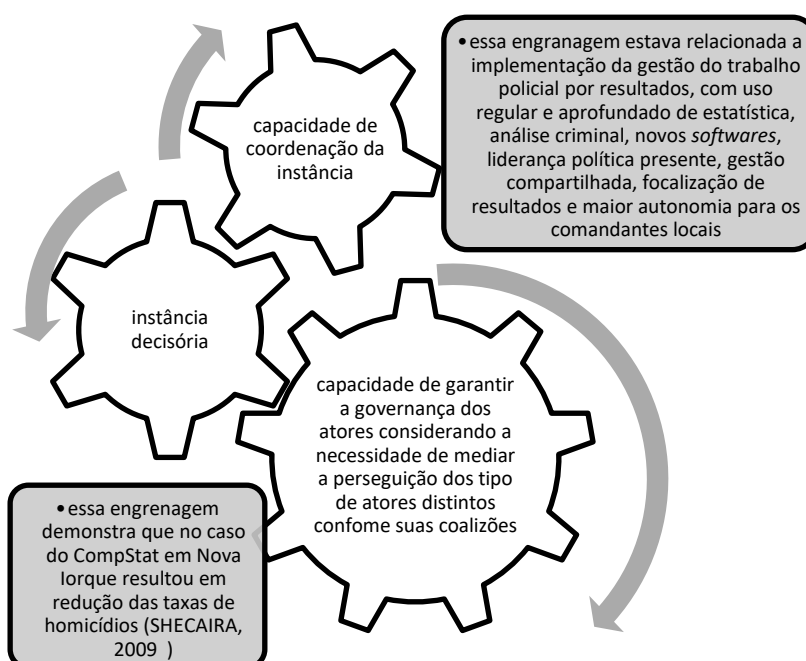 capacidade de
coordenação da
instância
• essa engranagem estava relacionada a
implementação da gestão do trabalho
policial por resultados, com uso
regular e aprofundado de estatística,
análise criminal, novos softwares,
liderança política presente, gestão
compartilhada, focalização de
resultados e maior autonomia para os
comandantes locais
instância
decisória
capacidade de garantir
a governança dos
atores considerando a
necessidade de mediar
a perseguição dos tipo
de atores distintos
confome suas coalizões
• essa engrenagem
demonstra que no caso
do CompStat em Nova
Iorque resultou em
redução das taxas de
homicídios (SHECAIRA,
2009 )